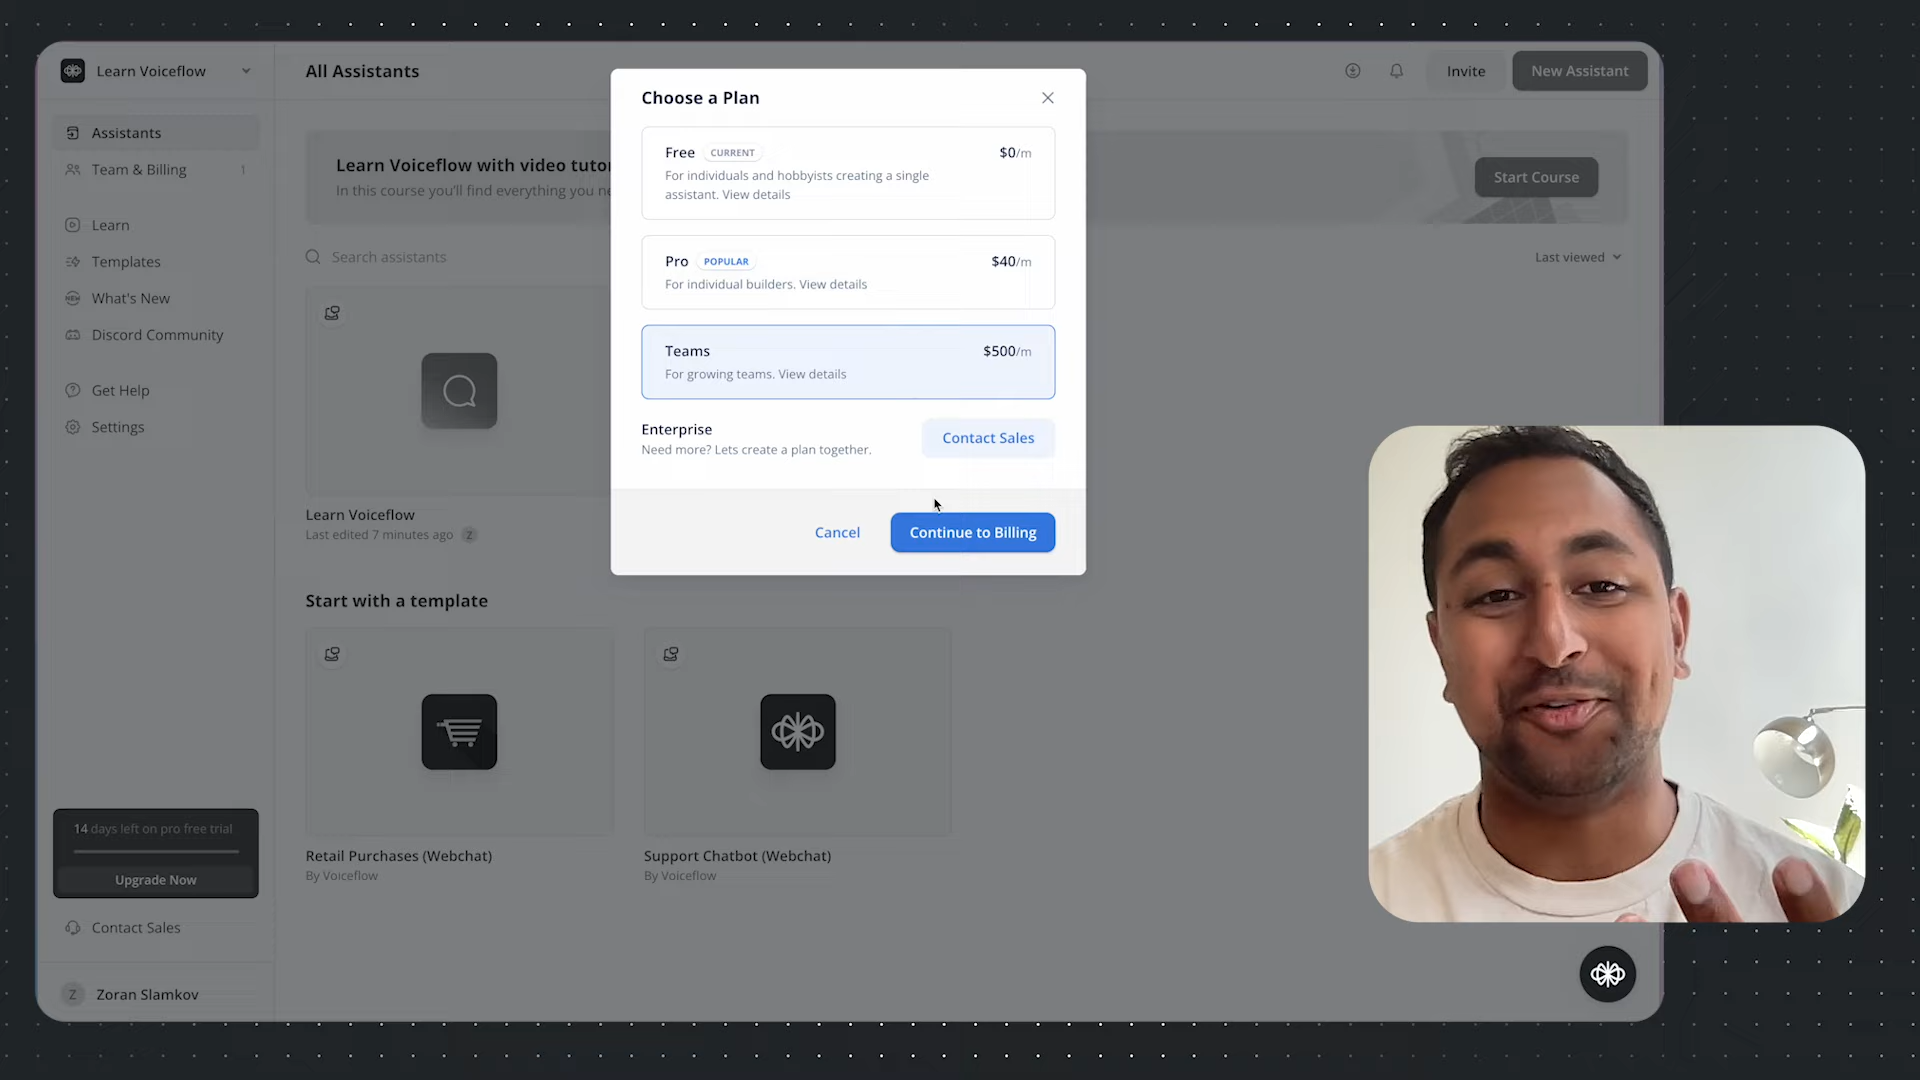 Learn Voiceflow
All Assistants
Invite
New Assistant
Assistants
Team & Billing
1
Learn
Templates
What's New
Discord Community
Get Help
Settings
Learn Voiceflow with video
In this course you'll find everything you
Start Course
Search assistants
Last viewed
Choose a Plan
Free CURRENT $0/m
For individuals and hobbyists creating a single
assistant. View details
Pro POPULAR $40/m
For individual builders. View details
Teams $500/m
For growing teams. View details
Enterprise
Need more? Lets create a plan together.
Contact Sales
Cancel
Continue to Billing
Learn Voiceflow
Last edited 7 minutes ago Z
Start with a template
Retail Purchases (Webchat)
By Voiceflow
Support Chatbot (Webchat)
By Voiceflow
14 days left on pro free trial
Upgrade Now
Contact Sales
Z Zoran Slamkov